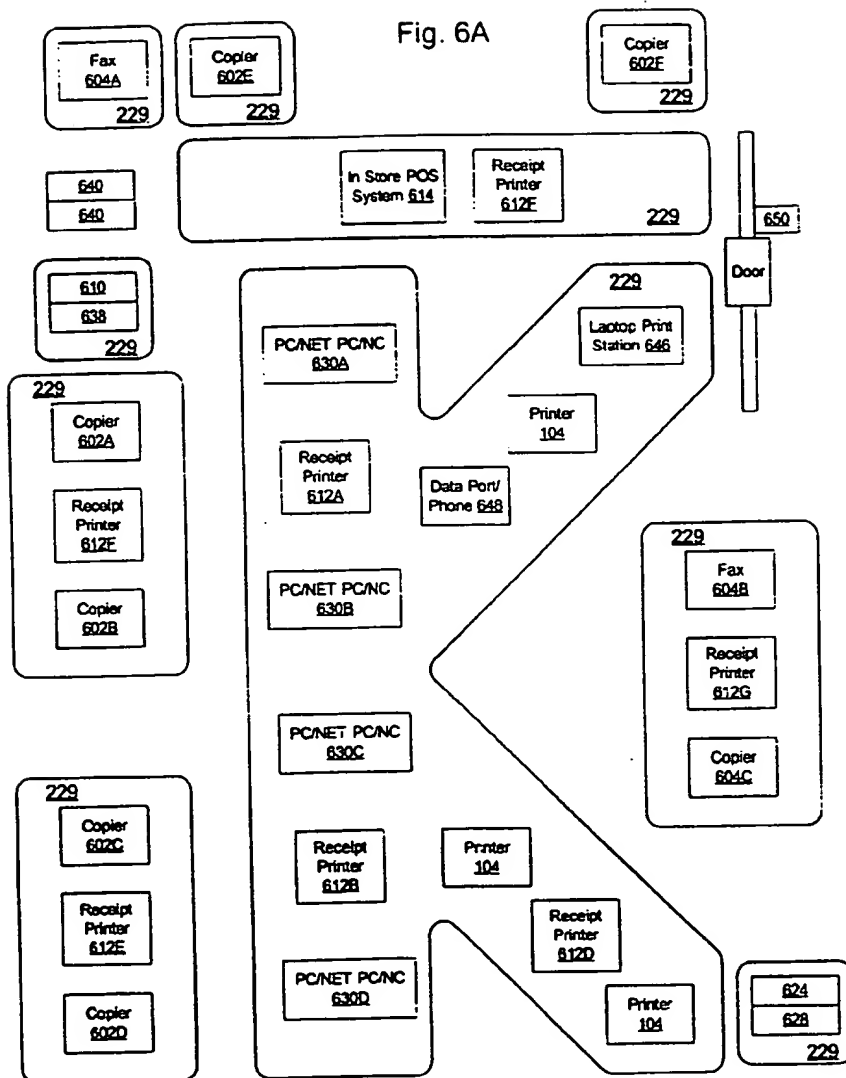 Fig. 6A
Fax
604A
229
Copier
602E
229
Copier
602F
229
640
640
In Store POS
System 614
Receipt
Printer
612F
229
650
Door
610
638
229
229
Laptop Print
Station 646
PC/NET PC/NC
630A
Printer
104
Receipt
Printer
612A
Data Port/
Phone 648
PC/NET PC/NC
630B
PC/NET PC/NC
630C
Receipt
Printer
612B
Printer
104
Receipt
Printer
612D
PC/NET PC/NC
630D
Printer
104
229
Copier
602A
Receipt
Printer
612F
Copier
602B
229
Copier
602C
Receipt
Printer
612E
Copier
602D
229
Fax
604B
Receipt
Printer
612G
Copier
604C
624
628
229